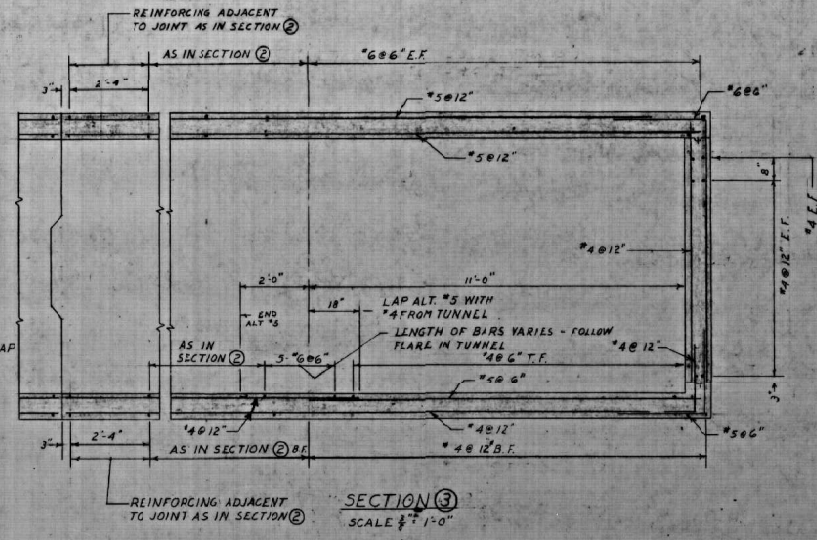 REINFORCING ADJACENT
TO JOINT AS IN SECTION ②
AS IN SECTION ②
#6@6" E.F.
3"
2'-4"
#5@12"
#6@6"
#5@12"
8"
#4 E.F.
#4@12" E.F.
#4@12"
2'-0"
11'-0"
18"
LAP ALT. #5 WITH
#4 FROM TUNNEL
END
ALT #5
LENGTH OF BARS VARIES - FOLLOW
FLARE IN TUNNEL
AP
AS IN
SECTION ②
5-#6@6"
#4@6" T.F.
#4@12"
#5@6"
3"
#4@12"
#4@12"
#5@6"
3"
2'-4"
AS IN SECTION ② B.F.
#4@12" B.F.
REINFORCING ADJACENT
TO JOINT AS IN SECTION ②
SECTION ③
SCALE = 1'-0"